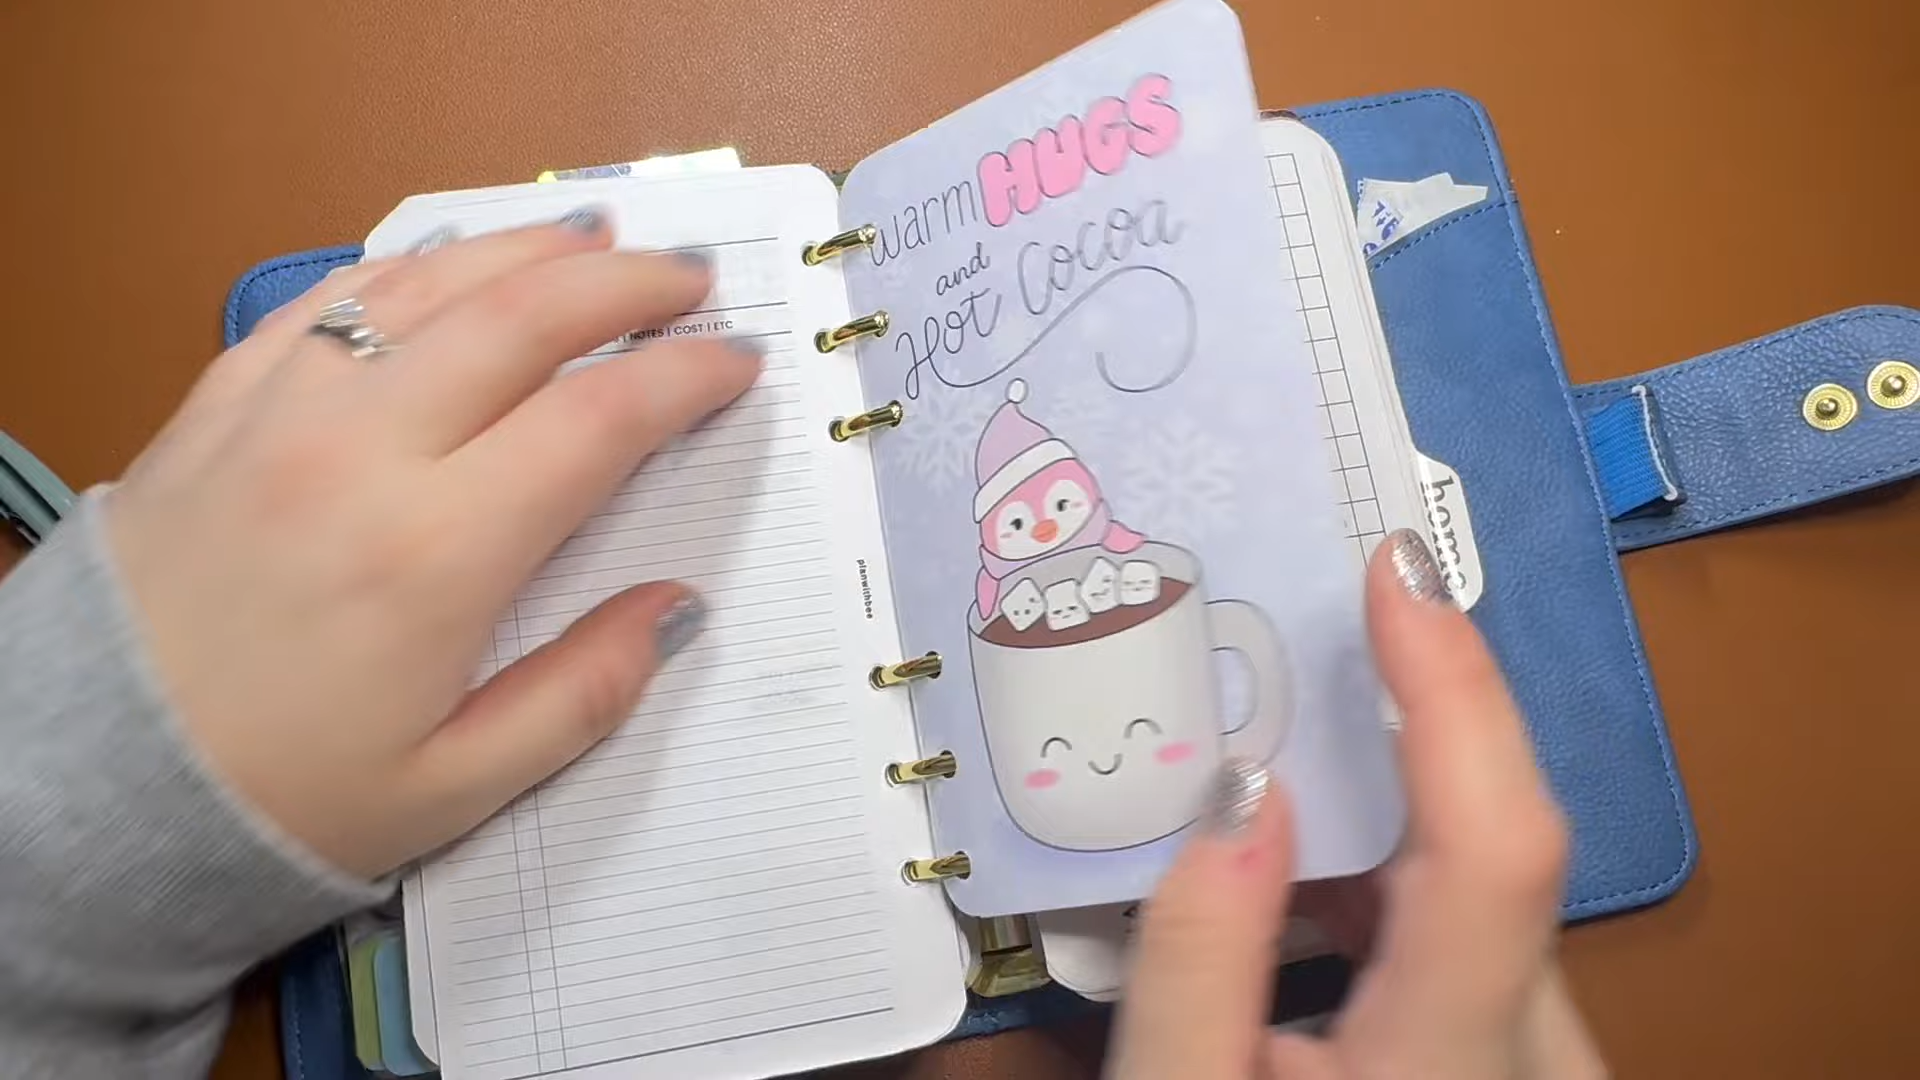 | NOTES | COST | ETC
planwithbee
warm HUGS
and
Hot Cocoa
home